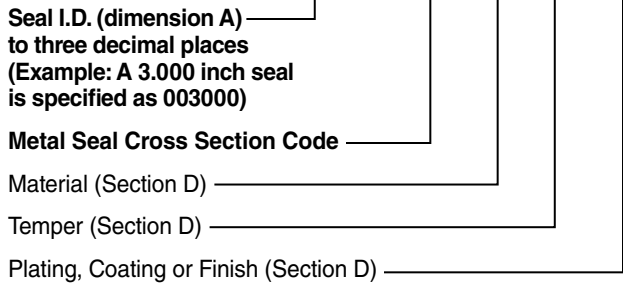 Seal I.D. (dimension A)
to three decimal places
(Example: A 3.000 inch seal
is specified as 003000)
Metal Seal Cross Section Code
Material (Section D)
Temper (Section D)
Plating, Coating or Finish (Section D)